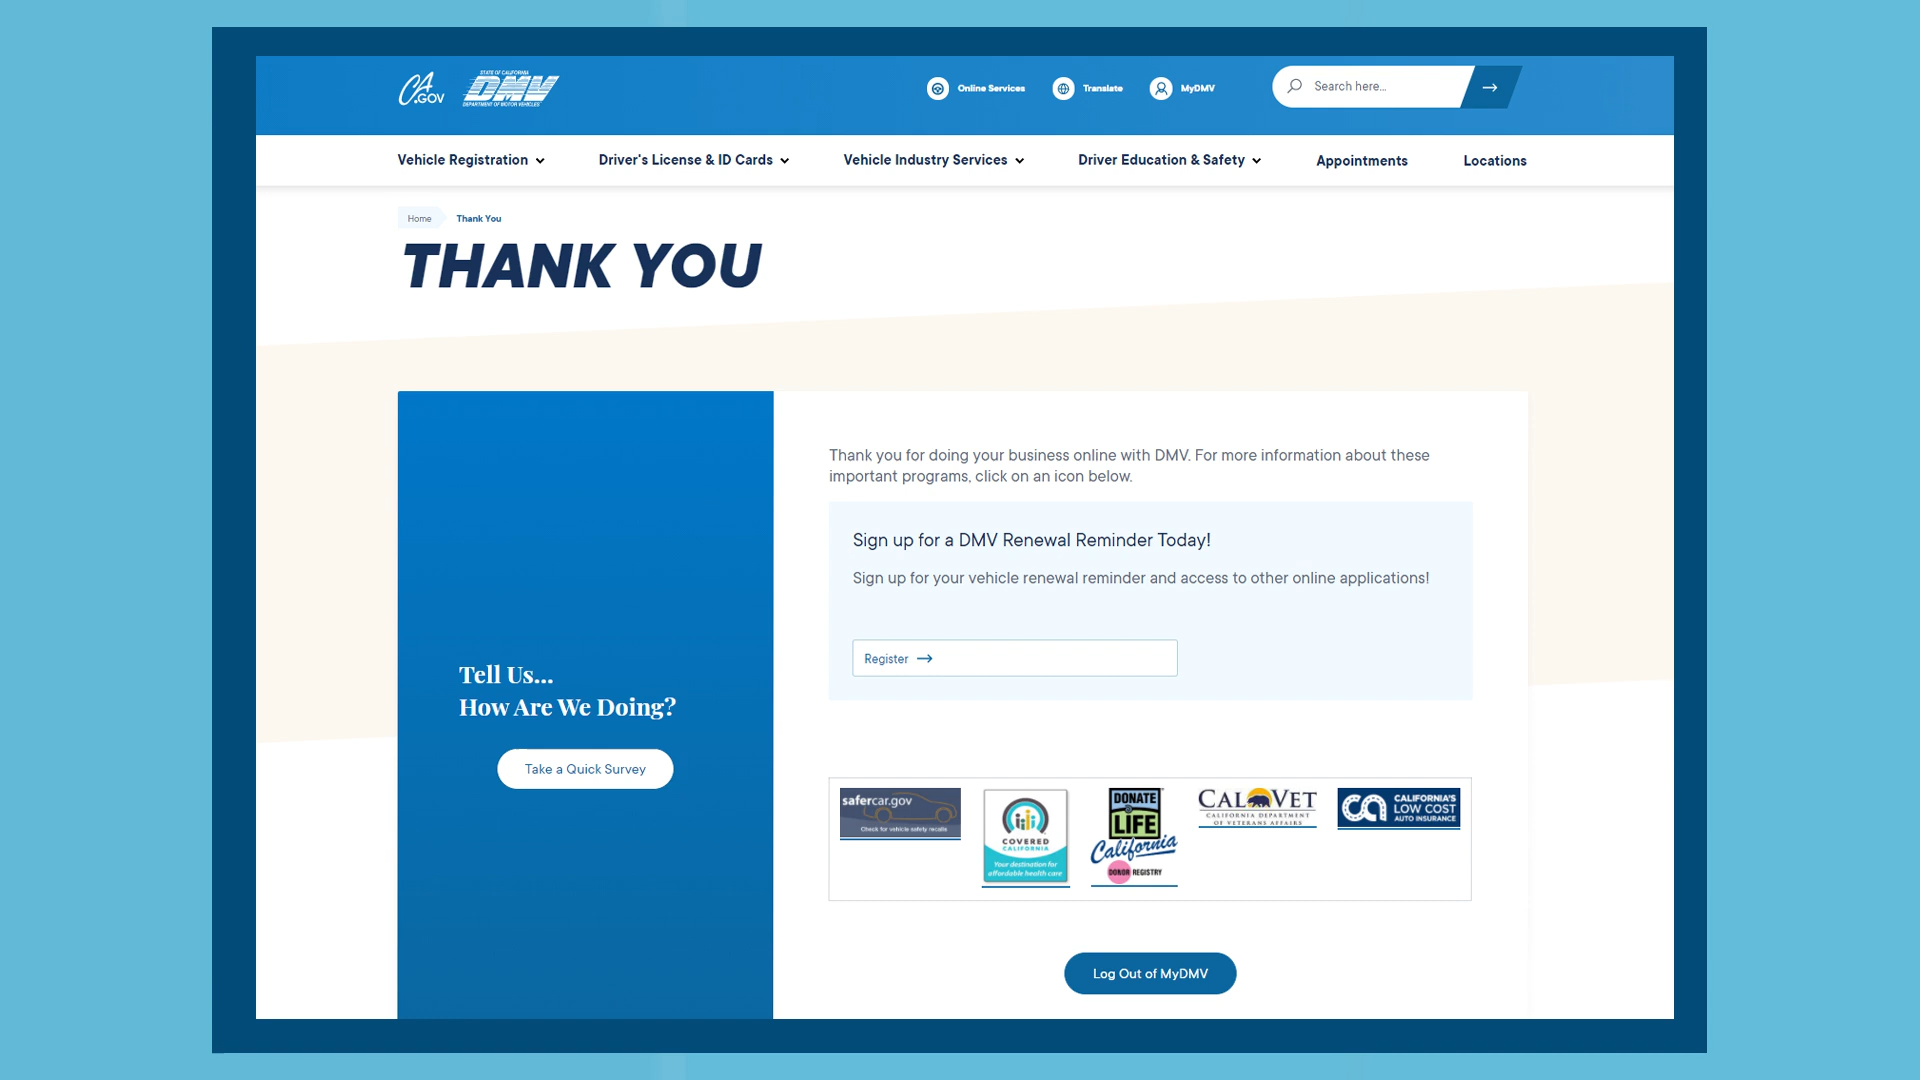 CA
.GOV
STATE OF CALIFORNIA
DMV
DEPARTMENT OF MOTOR VEHICLES
Online Services
Translate
MyDMV
Search here...
Vehicle Registration
Driver's License & ID Cards
Vehicle Industry Services
Driver Education & Safety
Appointments
Locations
Home
Thank You
THANK YOU
Tell Us...
How Are We Doing?
Take a Quick Survey
Thank you for doing your business online with DMV. For more information about these
important programs, click on an icon below.
Sign up for a DMV Renewal Reminder Today!
Sign up for your vehicle renewal reminder and access to other online applications!
Register
safercar.gov
Check for vehicle safety recalls
COVERED
CALIFORNIA
Your destination for
affordable health care
DONATE
LIFE
California
DONOR REGISTRY
CALVET
CALIFORNIA DEPARTMENT
OF VETERANS AFFAIRS
CA
CALIFORNIA'S
LOW COST
AUTO INSURANCE
Log Out of MyDMV